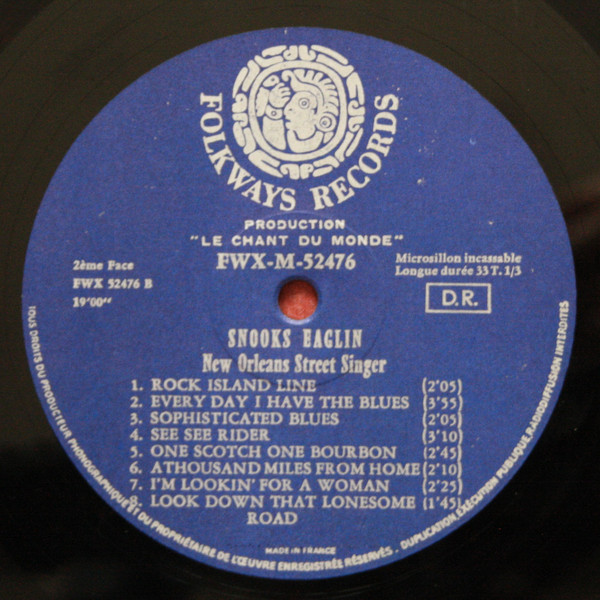 FOLKWAYS RECORDS
PRODUCTION
"LE CHANT DU MONDE"
FWX-M-52476
2ème Face
FWX 52476 B
19'00"
Microsillon incassable
Longue durée 33 T. 1/3
D.R.
SNOOKS EAGLIN
New Orleans Street Singer
1. ROCK ISLAND LINE (2'05)
2. EVERY DAY I HAVE THE BLUES (3'55)
3. SOPHISTICATED BLUES (2'05)
4. SEE SEE RIDER (3'10)
5. ONE SCOTCH ONE BOURBON (2'45)
6. ATHOUSAND MILES FROM HOME (2'10)
7. I'M LOOKIN' FOR A WOMAN (2'25)
8. LOOK DOWN THAT LONESOME (1'45)
ROAD
MADE IN FRANCE
TOUS DROITS DU PRODUCTEUR PHONOGRAPHIQUE ET DU PROPRIÉTAIRE DE L'ŒUVRE ENREGISTRÉE RÉSERVÉS. DUPLICATION, EXÉCUTION PUBLIQUE, RADIODIFFUSION INTERDITES